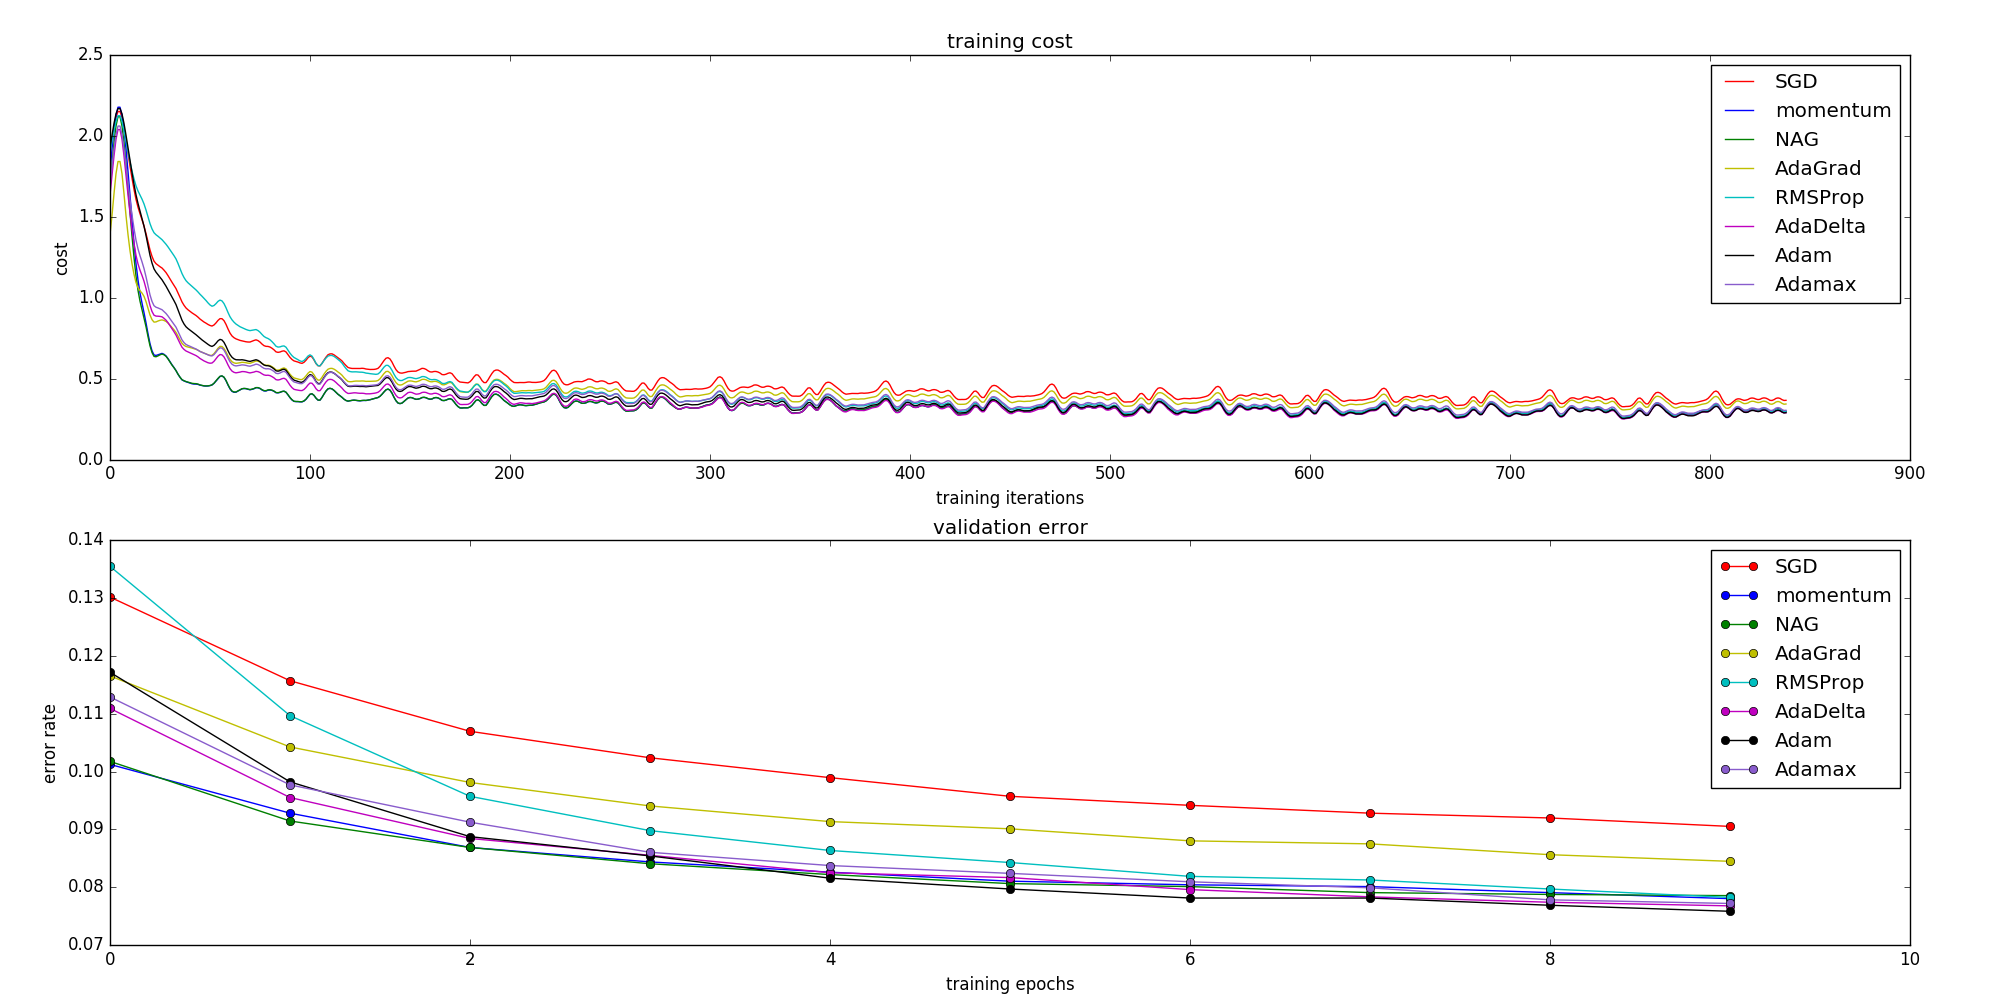 training cost
2.5
2.0
1.5
1.0
0.5
0.0
cost
0 100 200 300 400 500 600 700 800 900
training iterations
SGD
momentum
NAG
AdaGrad
RMSProp
AdaDelta
Adam
Adamax
validation error
0.14
0.13
0.12
0.11
0.10
0.09
0.08
0.07
error rate
0 2 4 6 8 10
training epochs
SGD
momentum
NAG
AdaGrad
RMSProp
AdaDelta
Adam
Adamax